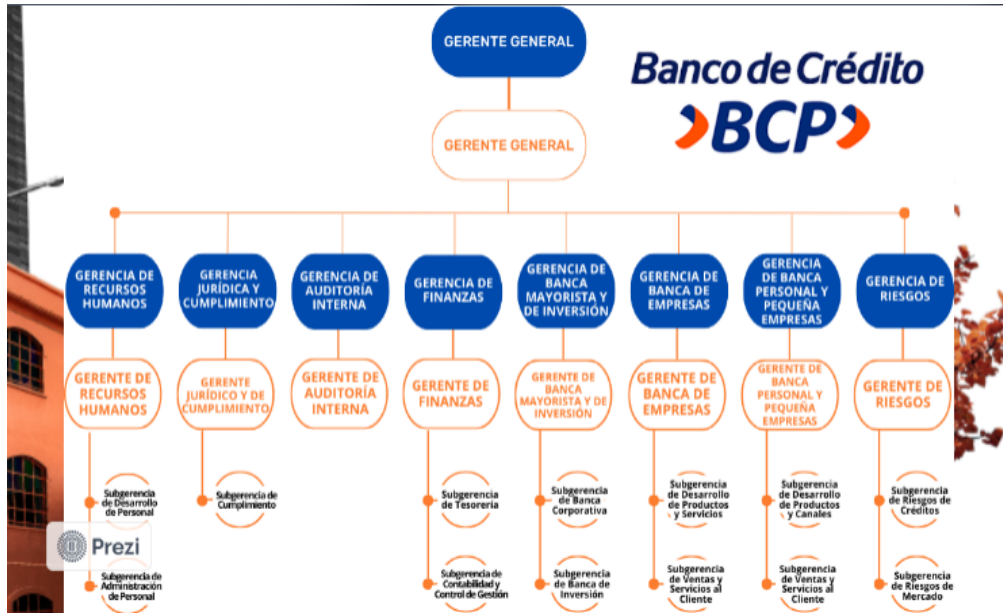 GERENTE GENERAL
Banco de Crédito
BCP
GERENTE GENERAL
GERENCIA DE
RECURSOS
HUMANOS
GERENCIA
JURÍDICA Y
CUMPLIMIENTO
GERENCIA DE
AUDITORÍA
INTERNA
GERENCIA DE
FINANZAS
GERENCIA DE
BANCA
MAYORISTA Y
DE INVERSIÓN
GERENCIA DE
BANCA DE
EMPRESAS
GERENCIA
DE BANCA
PERSONAL Y
PEQUEÑA
EMPRESAS
GERENCIA
DE
RIESGOS
GERENTE DE
RECURSOS
HUMANOS
GERENTE
JURÍDICO Y DE
CUMPLIMIENTO
GERENTE DE
AUDITORÍA
INTERNA
GERENTE DE
FINANZAS
GERENTE DE
BANCA
MAYORISTA Y DE
INVERSIÓN
GERENTE DE
BANCA DE
EMPRESAS
GERENTE DE
BANCA
PERSONAL Y
PEQUEÑA
EMPRESAS
GERENTE DE
RIESGOS
Subgerencia
de Desarrollo
de Personal
Subgerencia de
Cumplimiento
Subgerencia
de Tesorería
Subgerencia
de Banca
Corporativa
Subgerencia
de Desarrollo
de Productos
y Servicios
Subgerencia
de Desarrollo
de Productos
y Canales
Subgerencia
de Riesgos de
Créditos
Prezi
Subgerencia de
Administración
de Personal
Subgerencia de
Contabilidad y
Control de Gestión
Subgerencia
de Banca de
Inversión
Subgerencia
de Ventas y
Servicios al
Cliente
Subgerencia
de Ventas y
Servicios al
Cliente
Subgerencia
de Riesgos de
Mercado